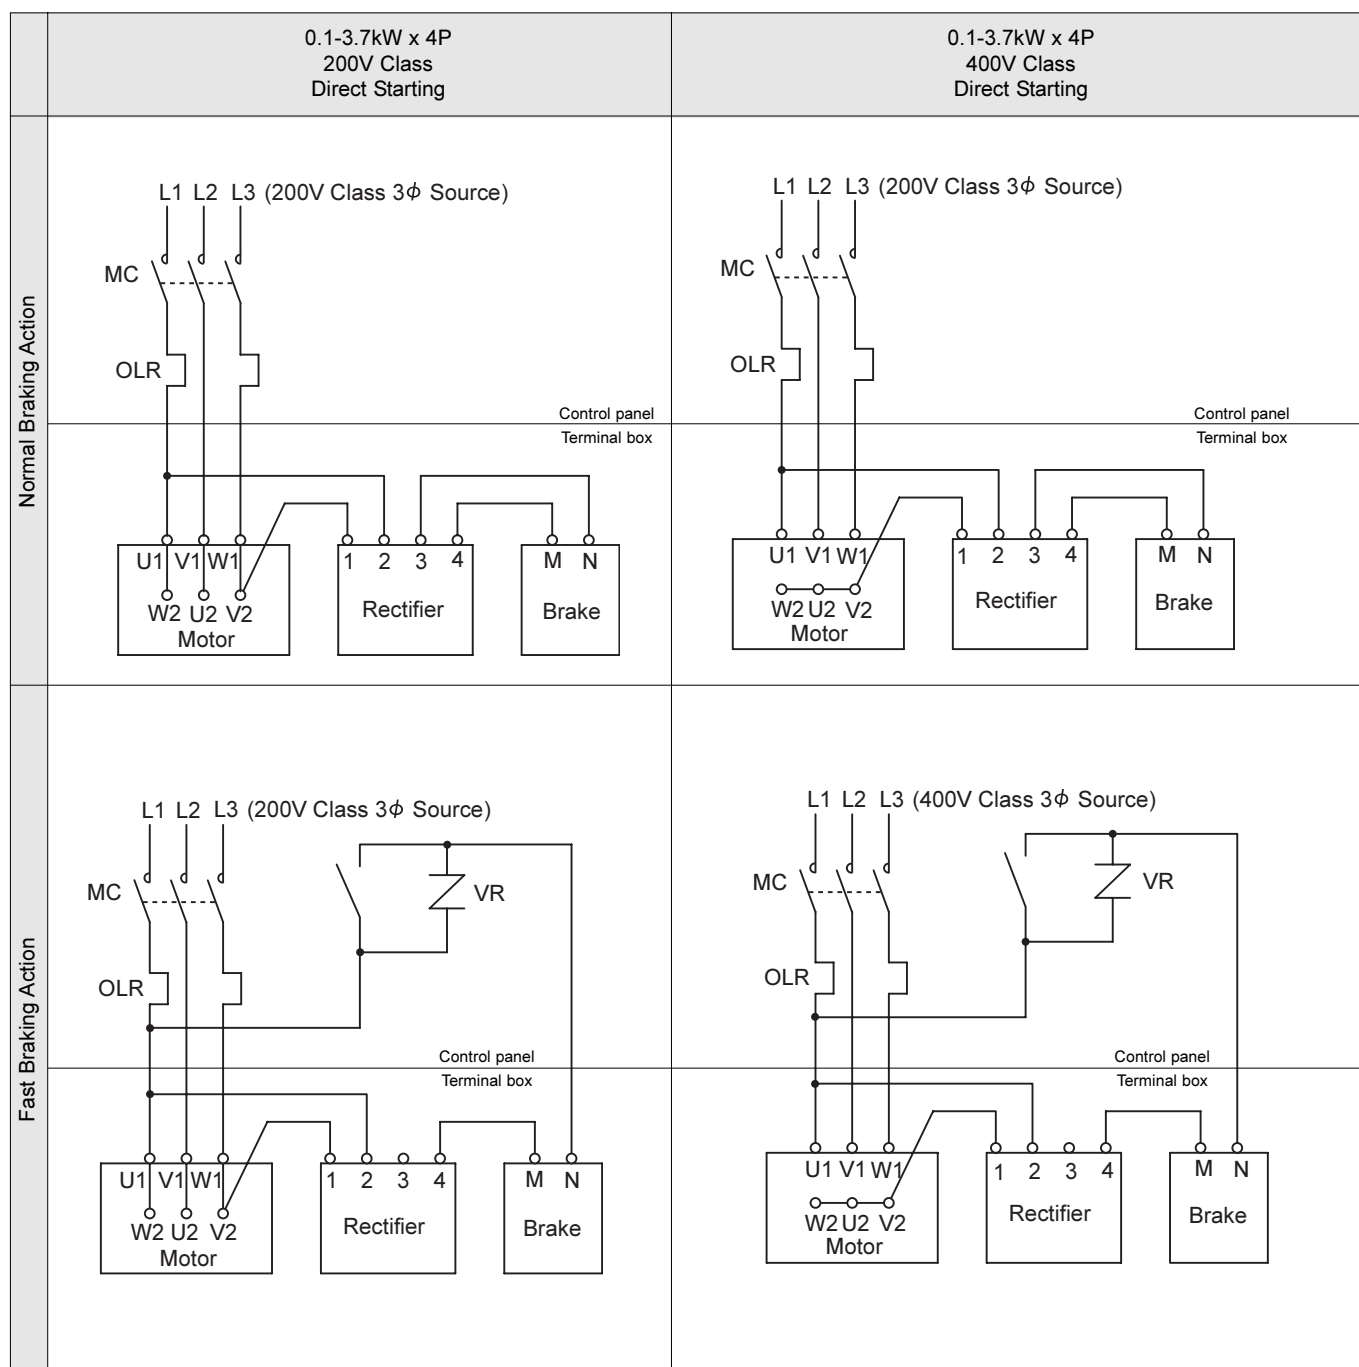 0.1-3.7kW x 4P
200V Class
Direct Starting
0.1-3.7kW x 4P
400V Class
Direct Starting
Normal Braking Action
L1 L2 L3 (200V Class 3ϕ Source)
MC
OLR
Control panel
Terminal box
U1 V1 W1
1 2 3 4
M N
W2 U2 V2
Motor
Rectifier
Brake
L1 L2 L3 (200V Class 3ϕ Source)
MC
OLR
Control panel
Terminal box
U1 V1 W1
1 2 3 4
M N
W2 U2 V2
Motor
Rectifier
Brake
Fast Braking Action
L1 L2 L3 (200V Class 3ϕ Source)
MC
VR
OLR
Control panel
Terminal box
U1 V1 W1
1 2 3 4
M N
W2 U2 V2
Motor
Rectifier
Brake
L1 L2 L3 (400V Class 3ϕ Source)
MC
VR
OLR
Control panel
Terminal box
U1 V1 W1
1 2 3 4
M N
W2 U2 V2
Motor
Rectifier
Brake